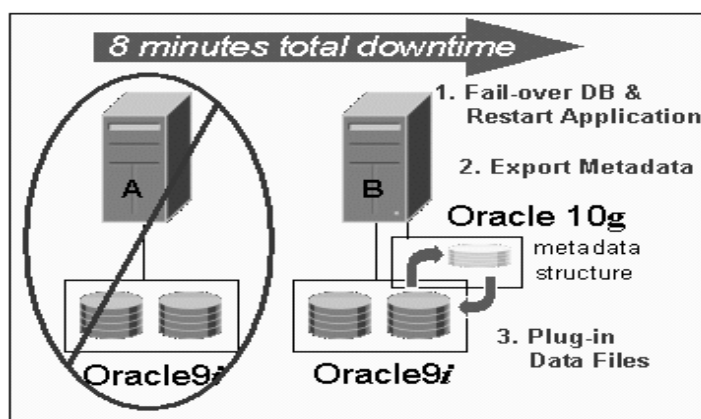 8 minutes total downtime
1. Fail-over DB &
Restart Application
2. Export Metadata
A
B
Oracle 10g
metadata
structure
3. Plug-in
Data Files
Oracle9i
Oracle9i